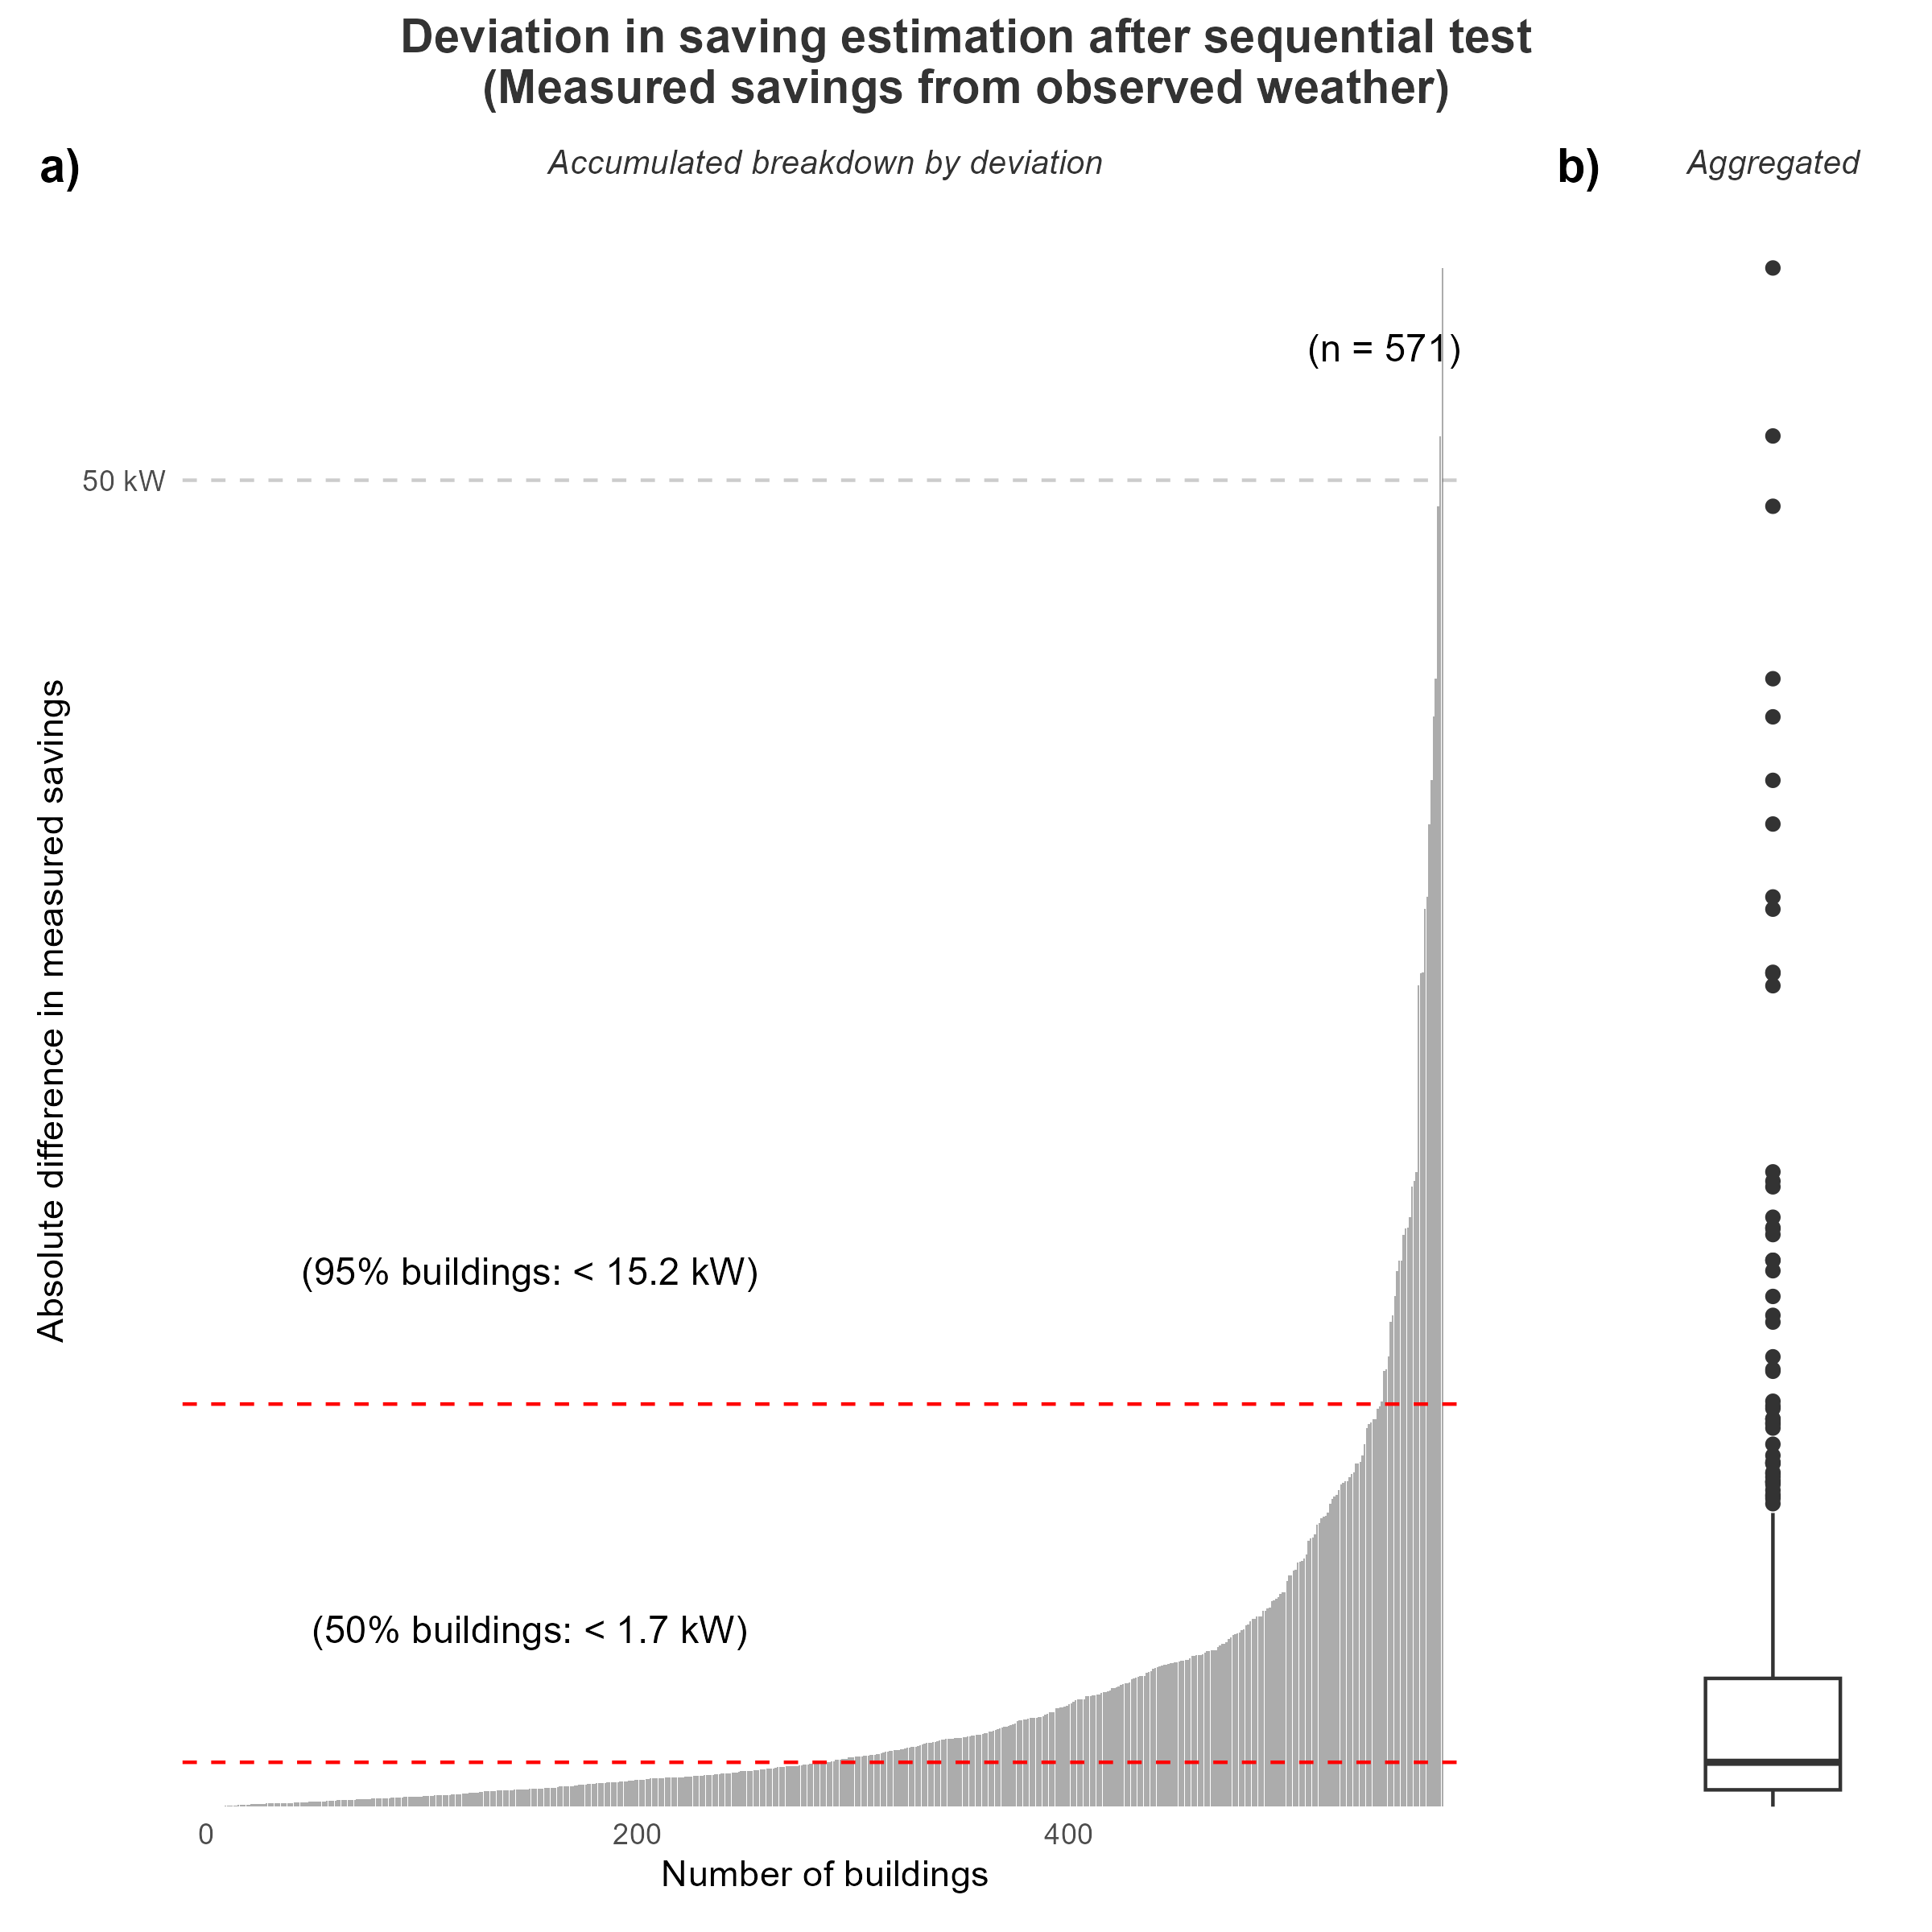 Deviation in saving estimation after sequential test
(Measured savings from observed weather)
a)
Accumulated breakdown by deviation
b)
Aggregated
(n = 571)
50 kW
Absolute difference in measured savings
(95% buildings: < 15.2 kW)
(50% buildings: < 1.7 kW)
0
200
400
Number of buildings